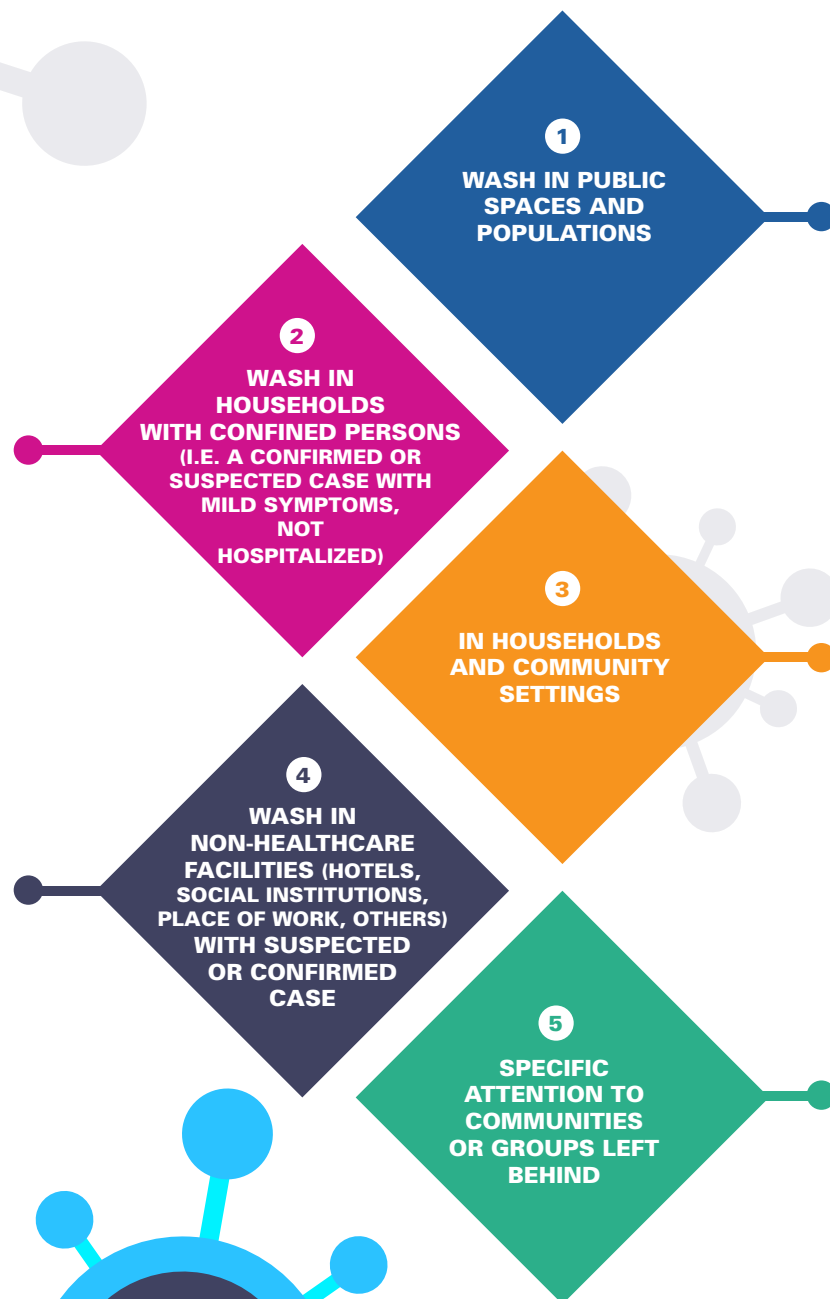 1
WASH IN PUBLIC
SPACES AND
POPULATIONS
2
WASH IN
HOUSEHOLDS
WITH CONFINED PERSONS
(I.E. A CONFIRMED OR
SUSPECTED CASE WITH
MILD SYMPTOMS,
NOT
HOSPITALIZED)
3
IN HOUSEHOLDS
AND COMMUNITY
SETTINGS
4
WASH IN
NON-HEALTHCARE
FACILITIES (HOTELS,
SOCIAL INSTITUTIONS,
PLACE OF WORK, OTHERS)
WITH SUSPECTED
OR CONFIRMED
CASE
5
SPECIFIC
ATTENTION TO
COMMUNITIES
OR GROUPS LEFT
BEHIND